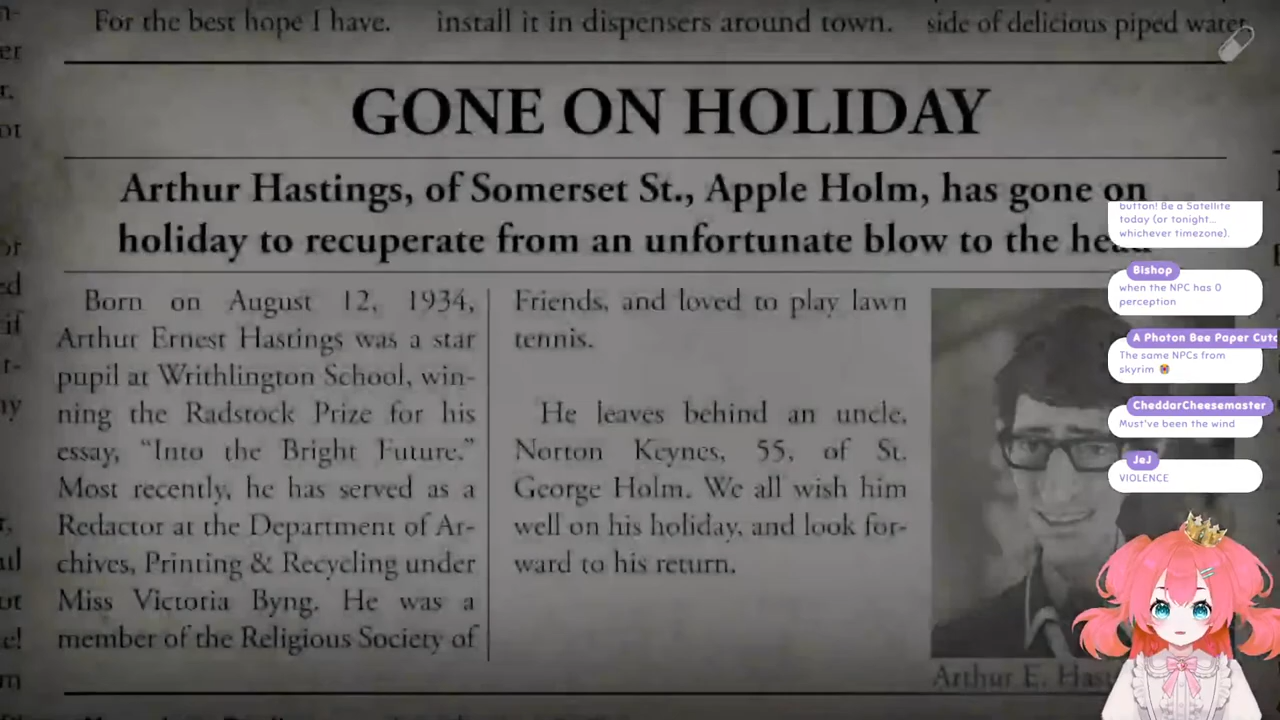 For the best hope I have.
install it in dispensers around town.
side of delicious piped water
GONE ON HOLIDAY
Arthur Hastings, of Somerset St., Apple Holm, has gone on
holiday to recuperate from an unfortunate blow to the head
Born on August 12, 1934,
Arthur Ernest Hastings was a star
pupil at Writhlington School, win-
ning the Radstock Prize for his
essay, “Into the Bright Future.”
Most recently, he has served as a
Redactor at the Department of Ar-
chives, Printing & Recycling under
Miss Victoria Byng. He was a
member of the Religious Society of
Friends, and loved to play lawn
tennis.
He leaves behind an uncle,
Norton Keynes, 55, of St.
George Holm. We all wish him
well on his holiday, and look for-
ward to his return.
Arthur E.
button! Be a Satellite
today (or tonight...
whichever timezone).
Bishop
when the NPC has 0
perception
A Photon Bee Paper
The same NPCs from
skyrim
CheddarCheesemaster
Must've been the wind
JeJ
VIOLENCE